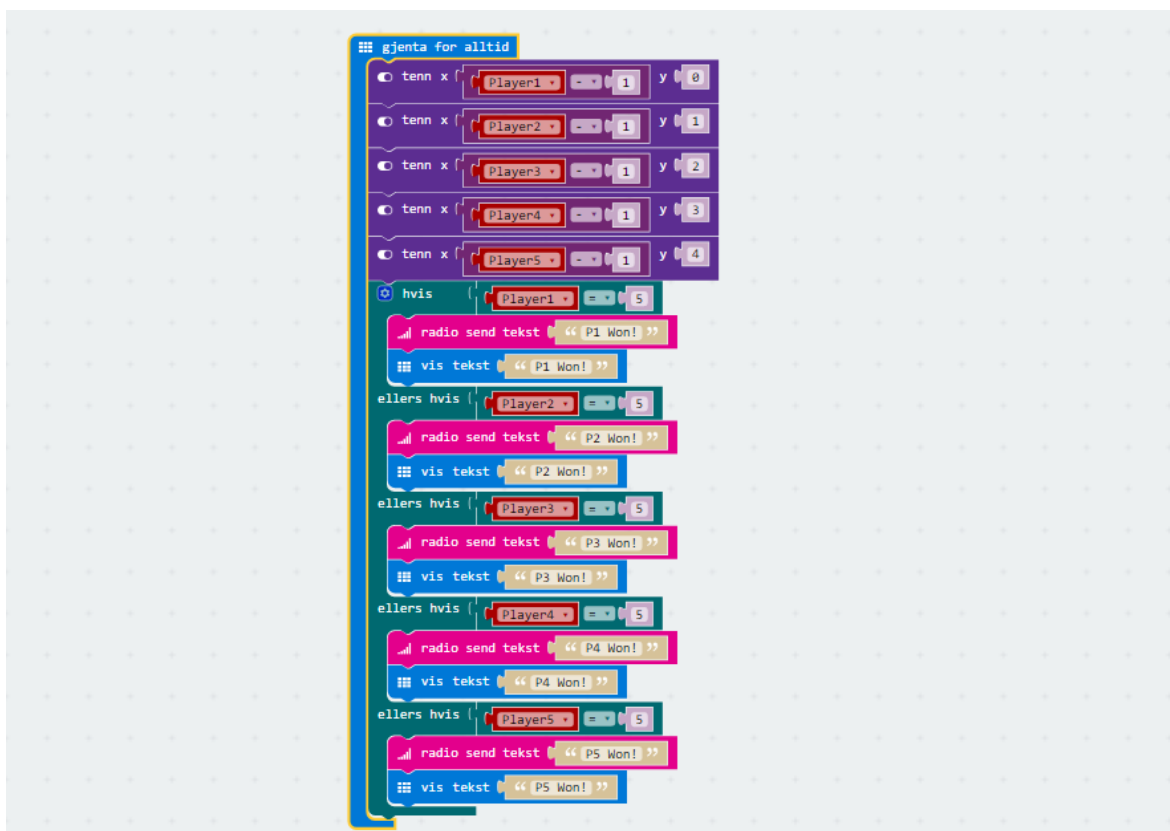 gjenta for alltid
tenn x Player1 - 1 y 0
tenn x Player2 - 1 y 1
tenn x Player3 - 1 y 2
tenn x Player4 - 1 y 3
tenn x Player5 - 1 y 4
hvis Player1 = 5
radio send tekst “ P1 Won! ”
vis tekst “ P1 Won! ”
ellers hvis Player2 = 5
radio send tekst “ P2 Won! ”
vis tekst “ P2 Won! ”
ellers hvis Player3 = 5
radio send tekst “ P3 Won! ”
vis tekst “ P3 Won! ”
ellers hvis Player4 = 5
radio send tekst “ P4 Won! ”
vis tekst “ P4 Won! ”
ellers hvis Player5 = 5
radio send tekst “ P5 Won! ”
vis tekst “ P5 Won! ”